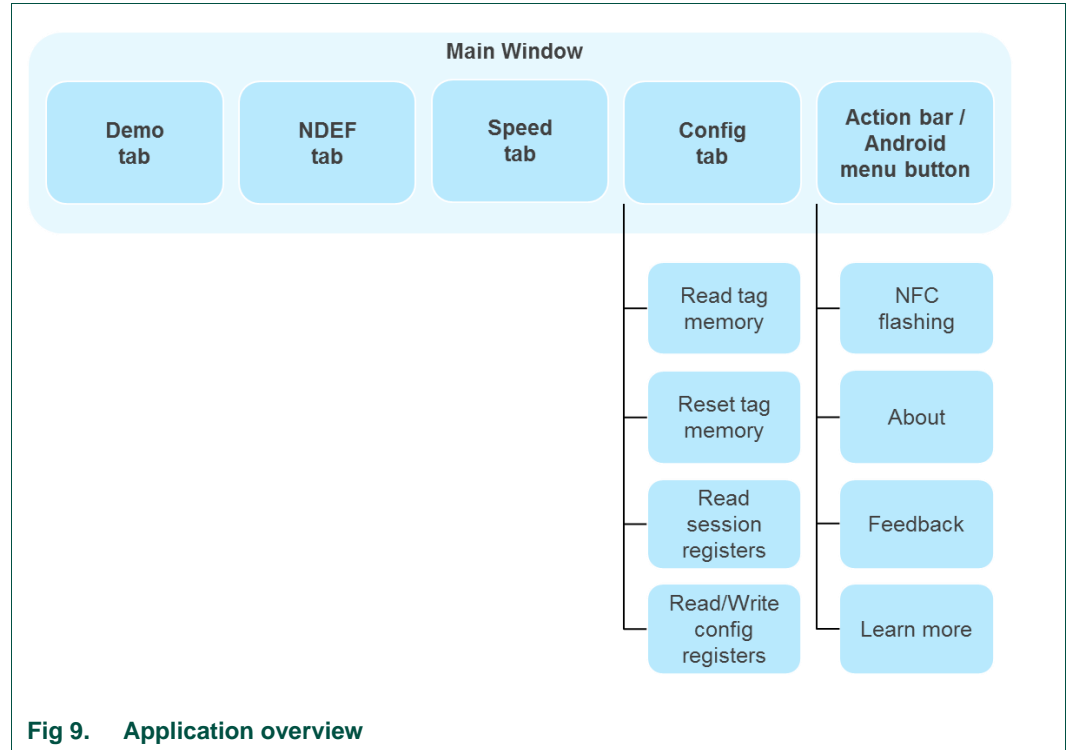 Main Window
Demo
tab
NDEF
tab
Speed
tab
Config
tab
Action bar /
Android
menu button
Read tag
memory
NFC
flashing
Reset tag
memory
About
Read
session
registers
Feedback
Read/Write
config
registers
Learn more
Fig 9. Application overview